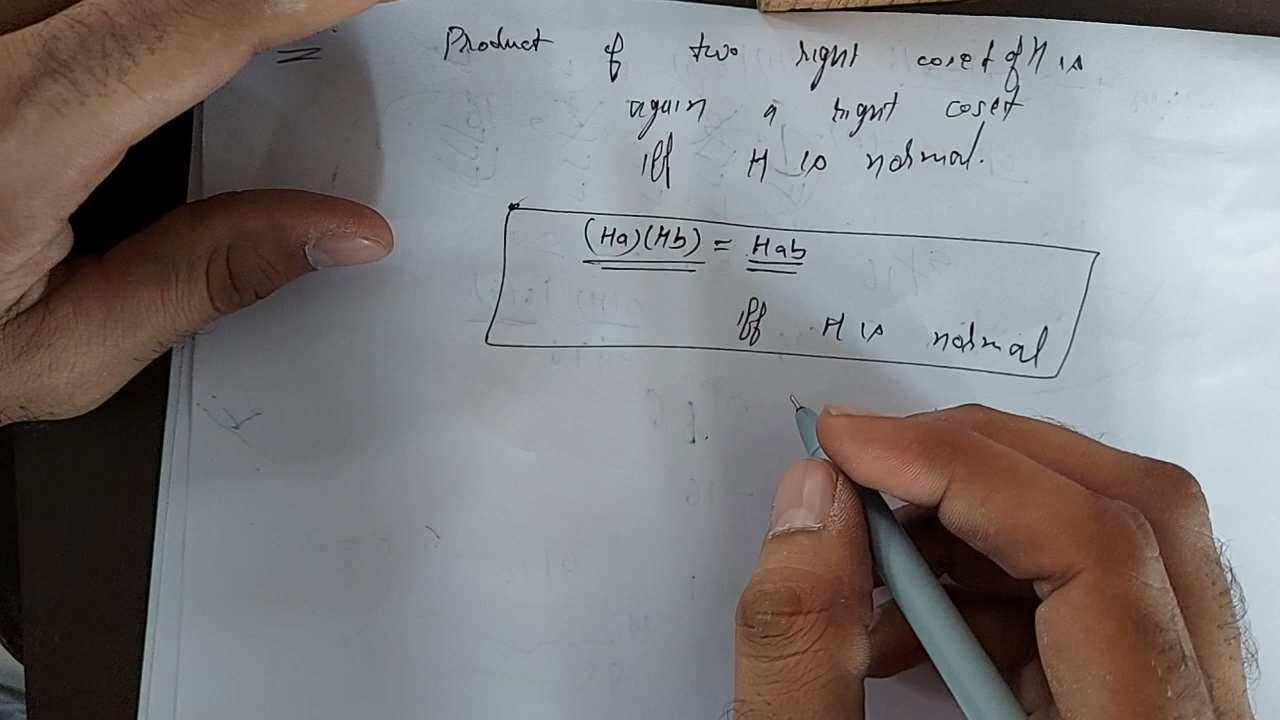 Product of two right coset of H is
again a right coset
iff H is normal.
(Ha)(Hb) = Hab
iff H is normal